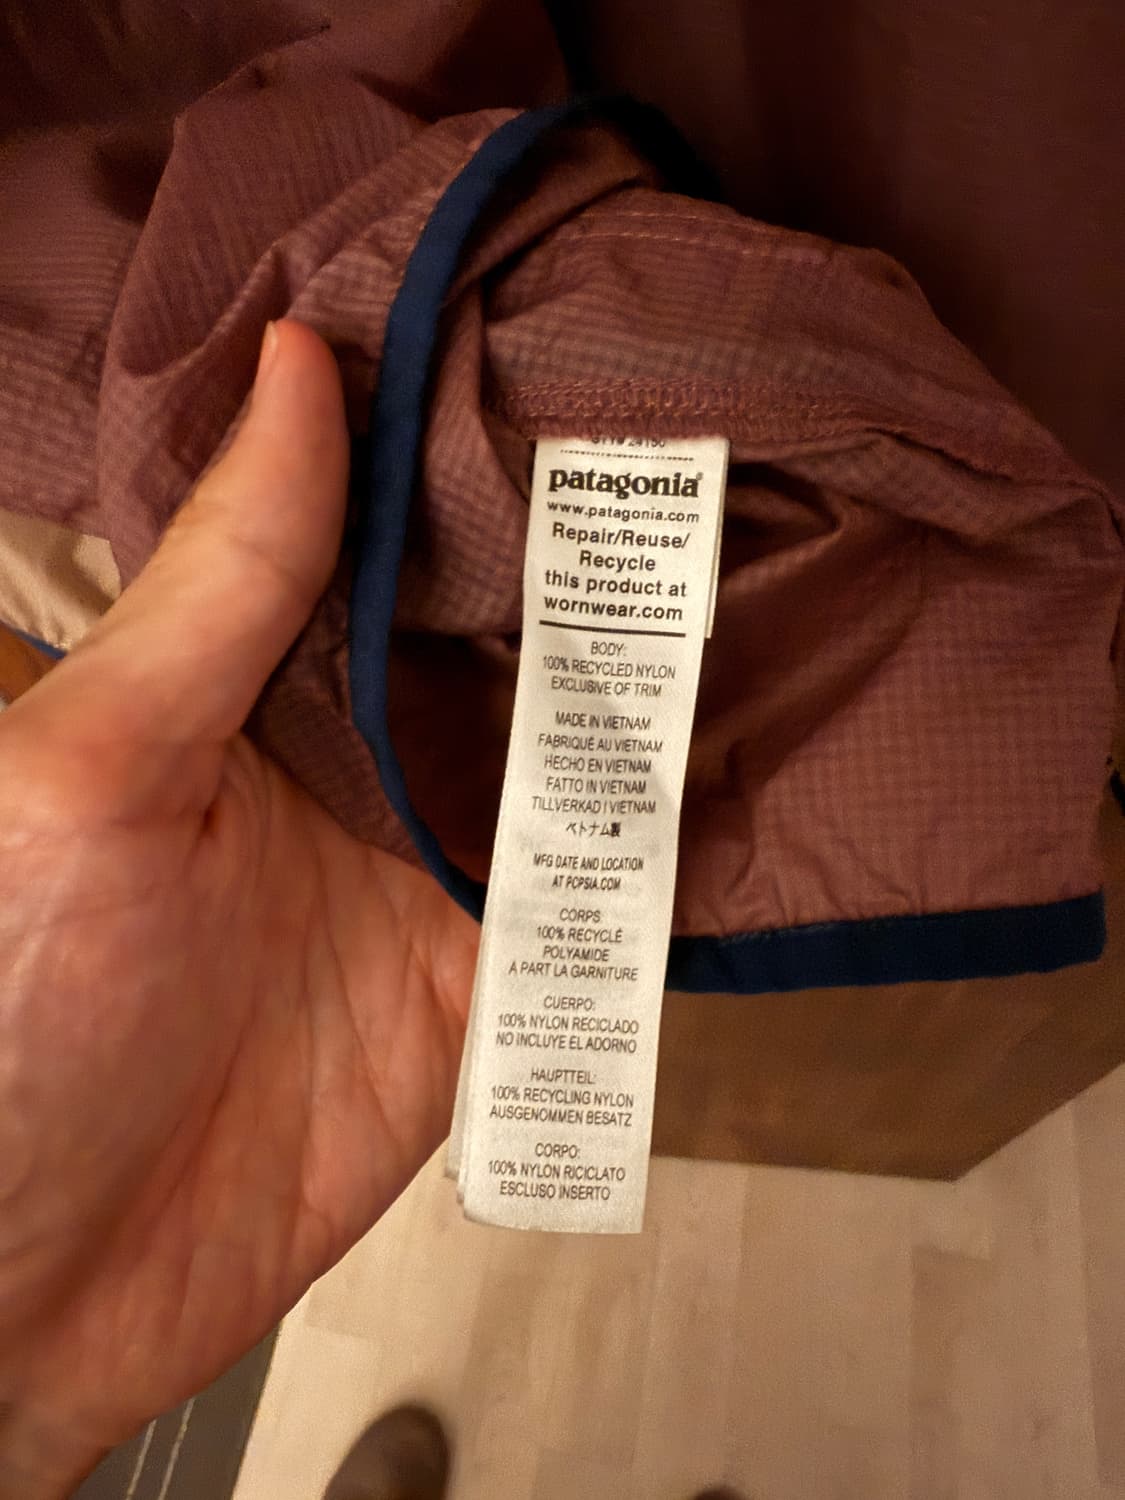 patagonia®
www.patagonia.com
Repair/Reuse/
Recycle
this product at
wornwear.com
BODY:
100% RECYCLED NYLON
EXCLUSIVE OF TRIM
MADE IN VIETNAM
FABRIQUÉ AU VIETNAM
HECHO EN VIETNAM
FATTO IN VIETNAM
TILLVERKAD I VIETNAM
ベトナム製
MFG DATE AND LOCATION
AT PCPSIA.COM
CORPS
100% RECYCLÉ
POLYAMIDE
A PART LA GARNITURE
CUERPO:
100% NYLON RECICLADO
NO INCLUYE EL ADORNO
HAUPTTEIL:
100% RECYCLING NYLON
AUSGENOMMEN BESATZ
CORPO:
100% NYLON RICICLATO
ESCLUSO INSERTO